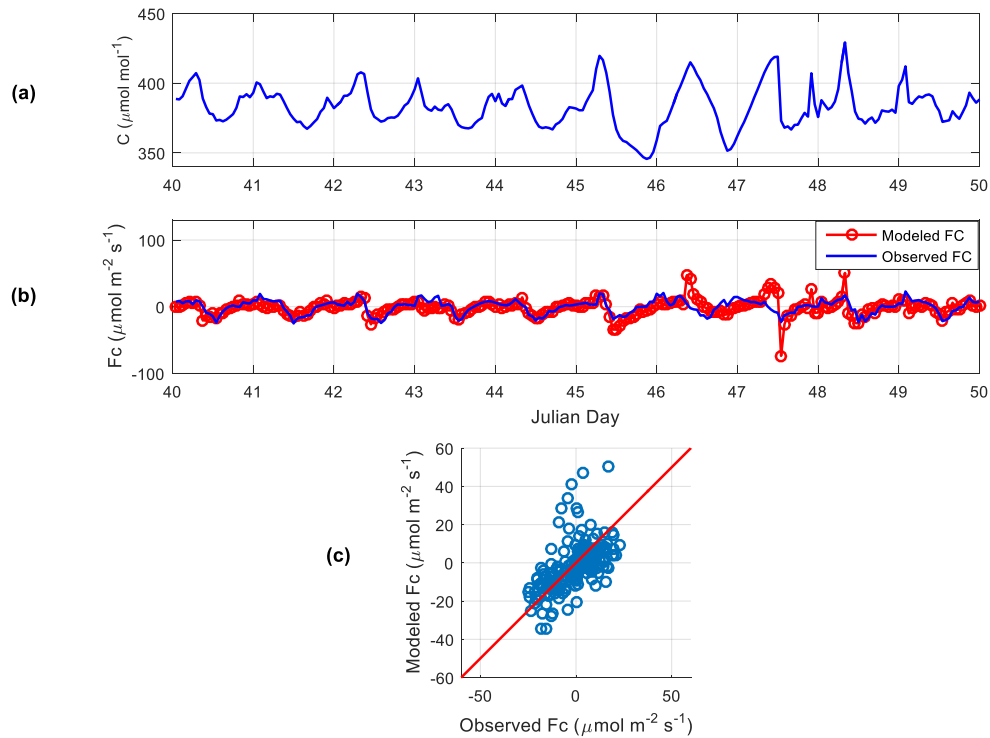 (a)
C (μmol mol⁻¹)
450
400
350
40 41 42 43 44 45 46 47 48 49 50
(b)
Fc (μmol m⁻² s⁻¹)
100
0
-100
Modeled FC
Observed FC
40 41 42 43 44 45 46 47 48 49 50
Julian Day
(c)
Modeled Fc (μmol m⁻² s⁻¹)
60
40
20
0
-20
-40
-60
-50 0 50
Observed Fc (μmol m⁻² s⁻¹)